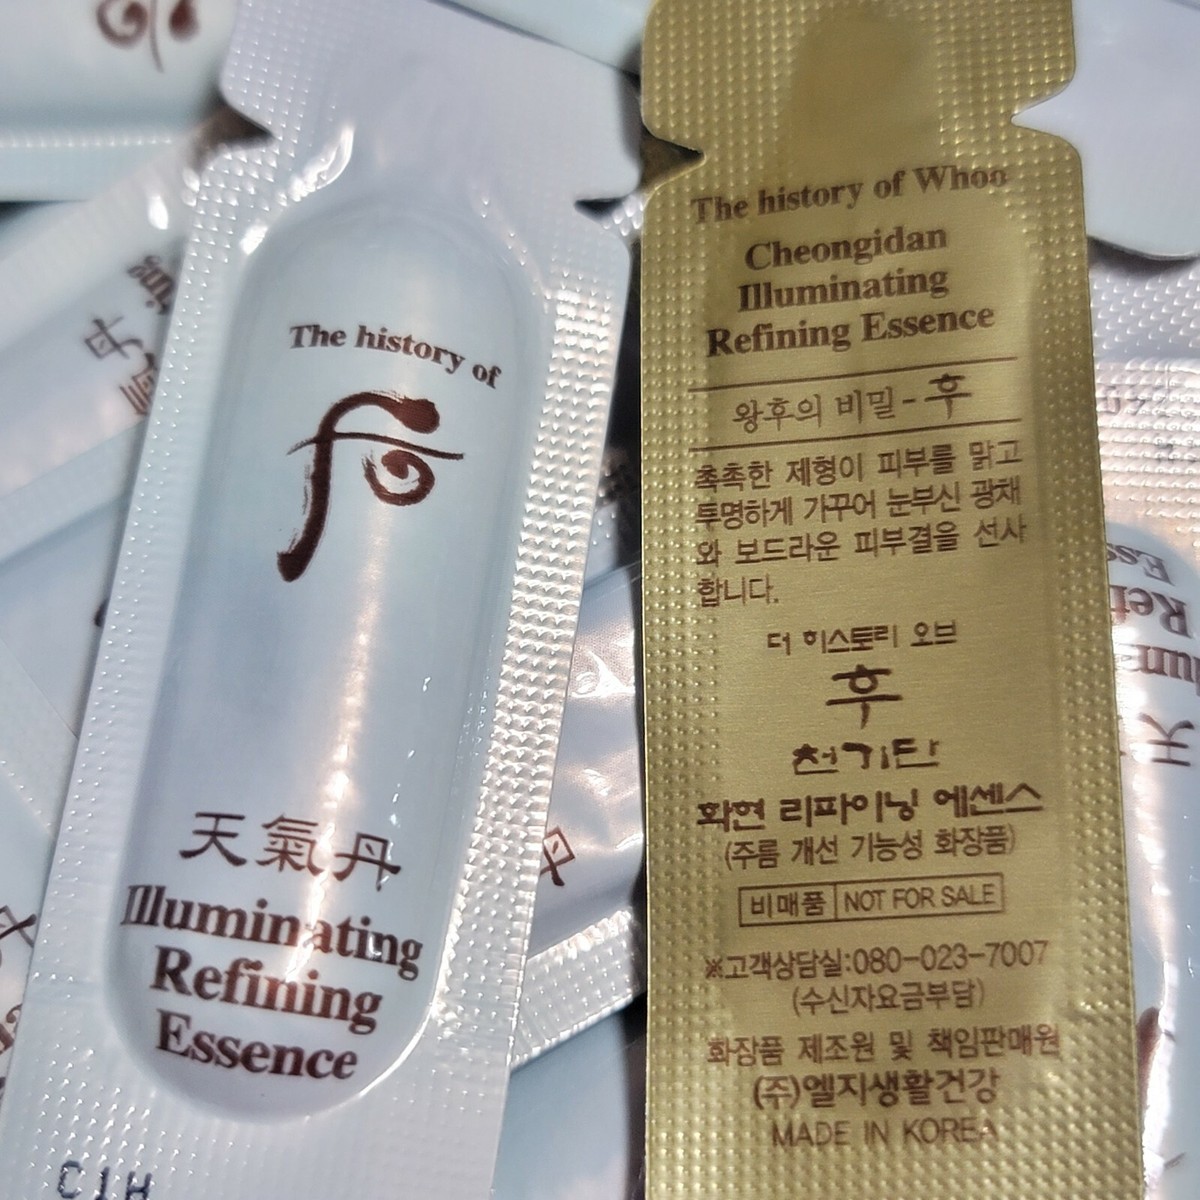 The history of
后
天氣丹
Illuminating
Refining
Essence
The history of Whoo
Cheongidan
Illuminating
Refining Essence
왕후의 비밀-후
촉촉한 제형이 피부를 맑고
투명하게 가꾸어 눈부신 광채
와 보드라운 피부결을 선사
합니다.
더 히스토리 오브
후
천기단
화현 리파이닝 에센스
(주름 개선 기능성 화장품)
비매품 NOT FOR SALE
※고객상담실:080-023-7007
(수신자요금부담)
화장품 제조원 및 책임판매원
(주)엘지생활건강
MADE IN KOREA